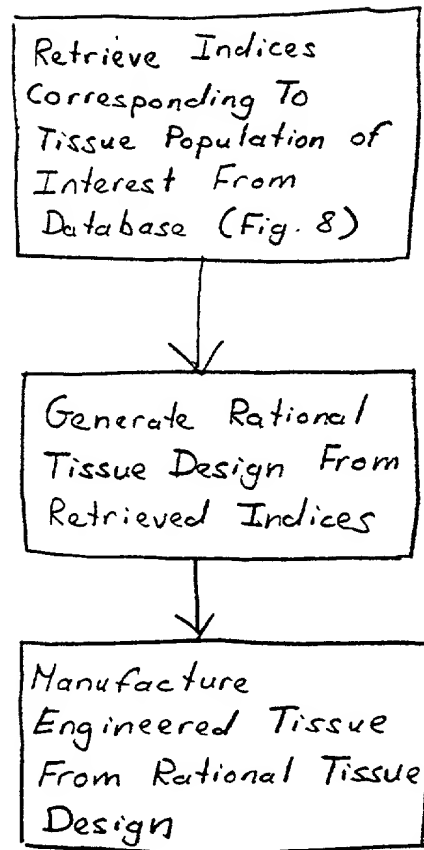 Retrieve Indices
Corresponding To
Tissue Population of
Interest From
Database (Fig. 8)
Generate Rational
Tissue Design From
Retrieved Indices
Manufacture
Engineered Tissue
From Rational Tissue
Design